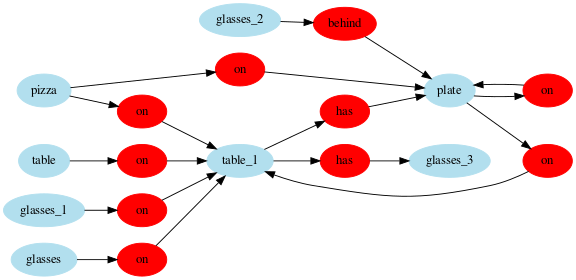 glasses_2
behind
on
pizza
plate
on
on
has
table
on
table_1
has
glasses_3
on
glasses_1
on
glasses
on